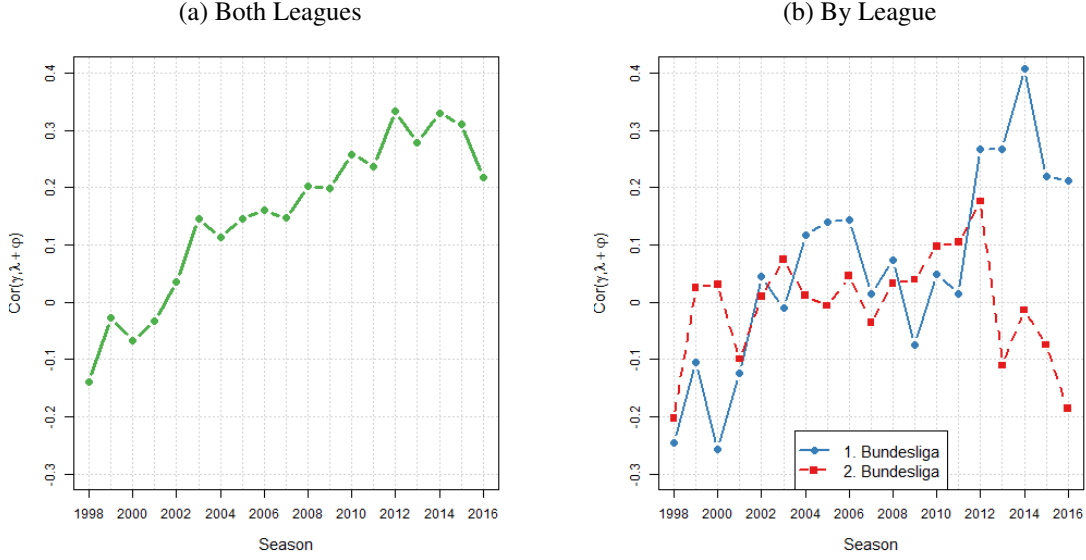 (a) Both Leagues
Cor(γ,λ + φ)
0.4
0.3
0.2
0.1
0
-0.1
-0.2
-0.3
1998 2000 2002 2004 2006 2008 2010 2012 2014 2016
Season
(b) By League
Cor(γ,λ + φ)
0.4
0.3
0.2
0.1
0
-0.1
-0.2
-0.3
1. Bundesliga
2. Bundesliga
1998 2000 2002 2004 2006 2008 2010 2012 2014 2016
Season